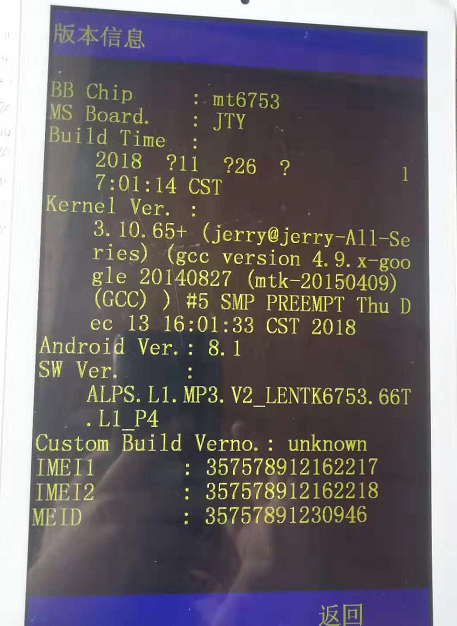 版本信息
BB Chip : mt6753
MS Board. : JTY
Build Time :
2018 ?11 ?26 ? 1
7:01:14 CST
Kernel Ver. :
3.10.65+ (jerry@jerry-All-Se
ries) (gcc version 4.9.x-goo
gle 20140827 (mtk-20150409)
(GCC) ) #5 SMP PREEMPT Thu D
ec 13 16:01:33 CST 2018
Android Ver.: 8.1
SW Ver. :
ALPS.L1.MP3.V2_LENTK6753.66T
.L1_P4
Custom Build Verno.: unknown
IMEI1 : 357578912162217
IMEI2 : 357578912162218
MEID : 35757891230946
返回